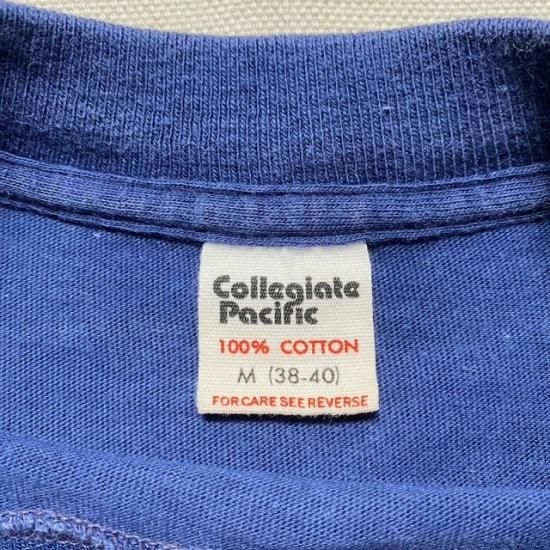 Collegiate
Pacific
100% COTTON
M (38-40)
FOR CARE SEE REVERSE